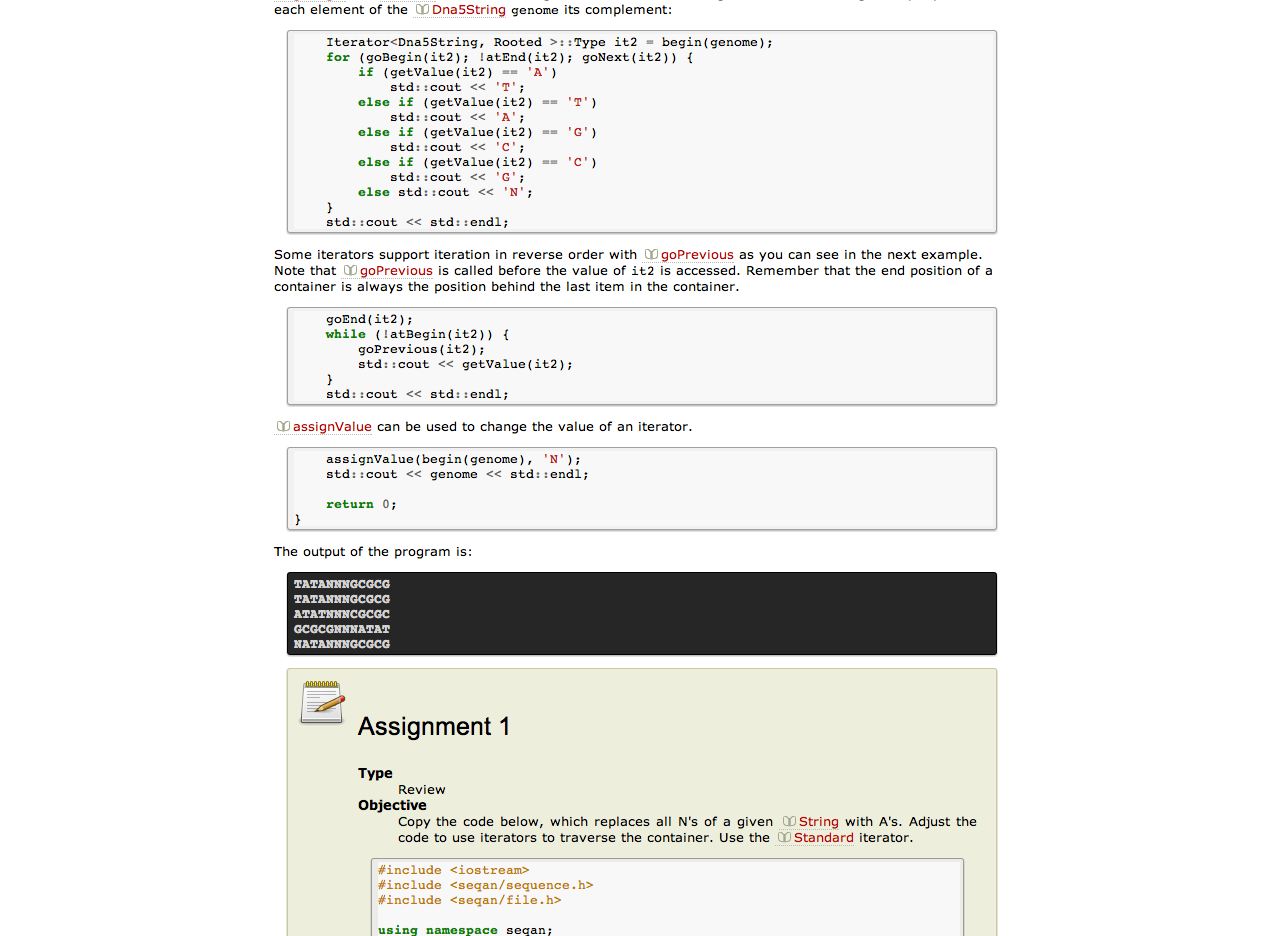 each element of the Dna5String genome its complement:
Iterator<Dna5String, Rooted >::Type it2 = begin(genome);
for (goBegin(it2); !atEnd(it2); goNext(it2)) {
if (getValue(it2) == 'A')
std::cout << 'T';
else if (getValue(it2) == 'T')
std::cout << 'A';
else if (getValue(it2) == 'G')
std::cout << 'C';
else if (getValue(it2) == 'C')
std::cout << 'G';
else std::cout << 'N';
}
std::cout << std::endl;
Some iterators support iteration in reverse order with goPrevious as you can see in the next example.
Note that goPrevious is called before the value of it2 is accessed. Remember that the end position of a
container is always the position behind the last item in the container.
goEnd(it2);
while (!atBegin(it2)) {
goPrevious(it2);
std::cout << getValue(it2);
}
std::cout << std::endl;
assignValue can be used to change the value of an iterator.
assignValue(begin(genome), 'N');
std::cout << genome << std::endl;
return 0;
}
The output of the program is:
TATANNNGCGCG
TATANNNGCGCG
ATATNNNCGCGC
GCGCGNNNATAT
NATANNNGCGCG
Assignment 1
Type
Review
Objective
Copy the code below, which replaces all N's of a given String with A's. Adjust the
code to use iterators to traverse the container. Use the Standard iterator.
#include <iostream>
#include <seqan/sequence.h>
#include <seqan/file.h>
using namespace seqan;